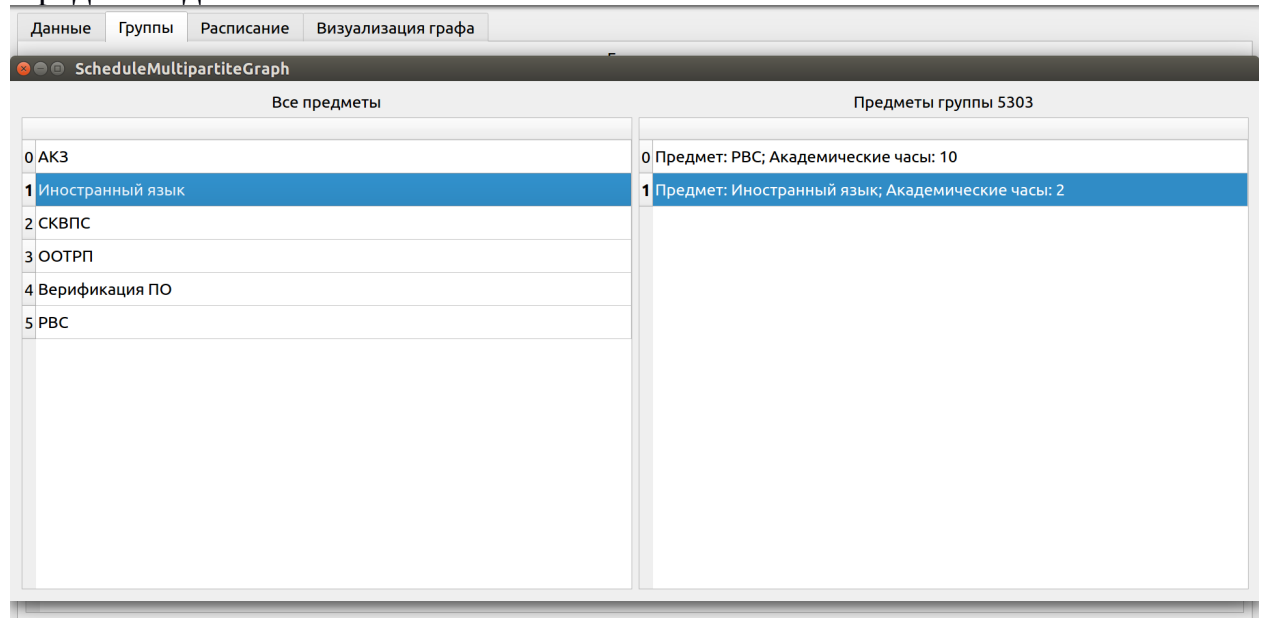 Данные Группы Расписание Визуализация графа
ScheduleMultipartiteGraph
Все предметы Предметы группы 5303
0 АКЗ 0 Предмет: РВС; Академические часы: 10
1 Иностранный язык 1 Предмет: Иностранный язык; Академические часы: 2
2 СКВПС
3 ООТРП
4 Верификация ПО
5 РВС